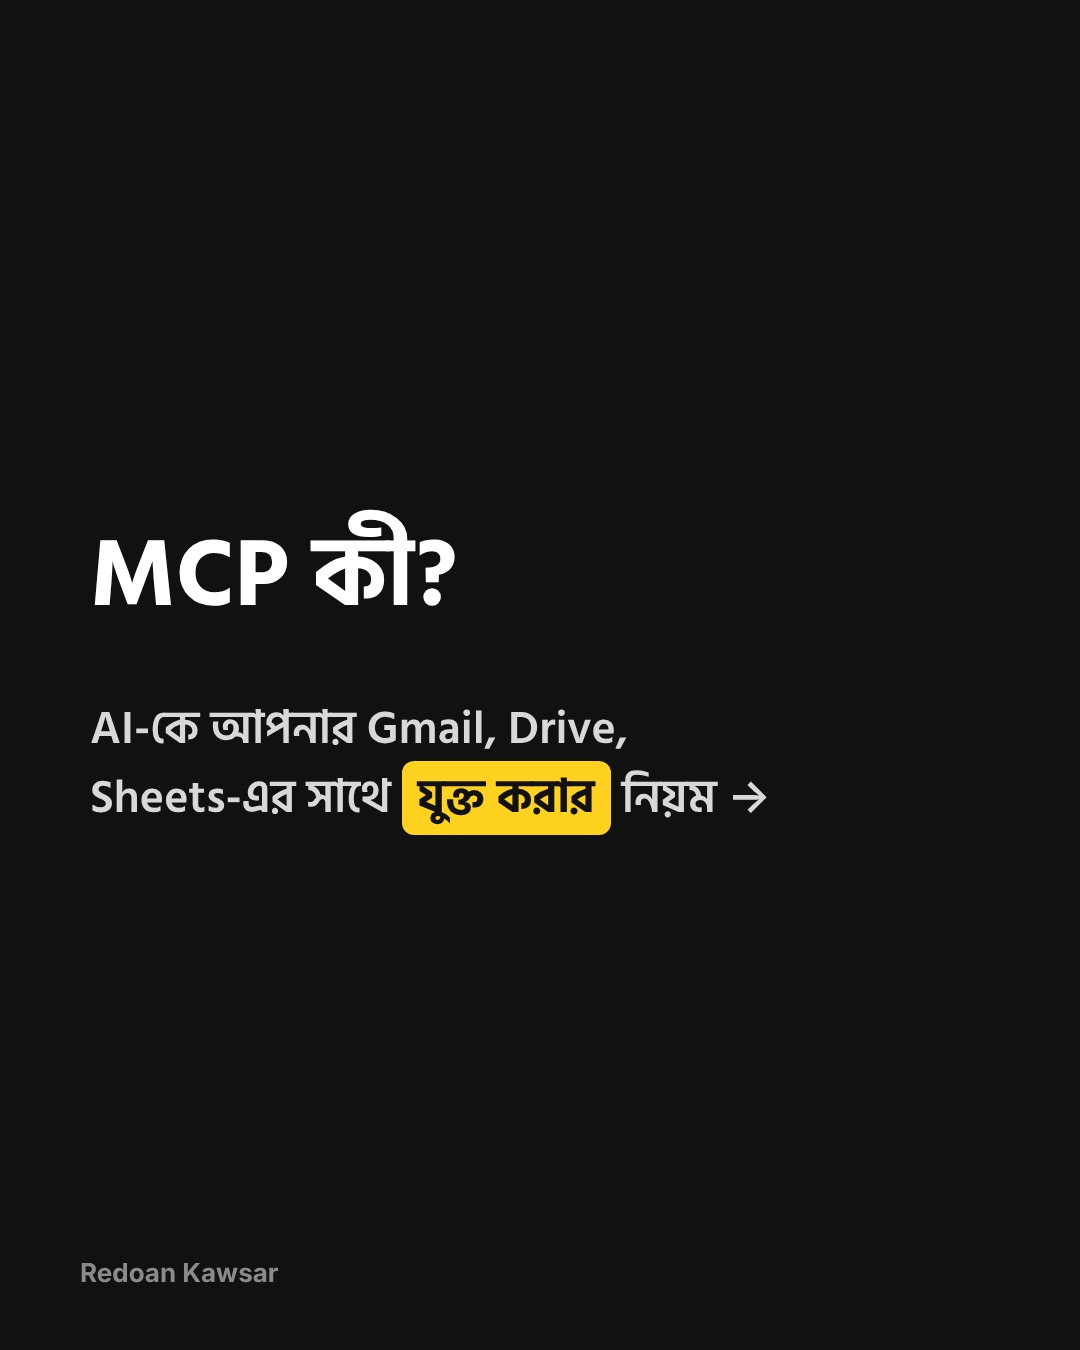 MCP কী?
AI-কে আপনার Gmail, Drive,
Sheets-এর সাথে যুক্ত করার নিয়ম →
Redoan Kawsar